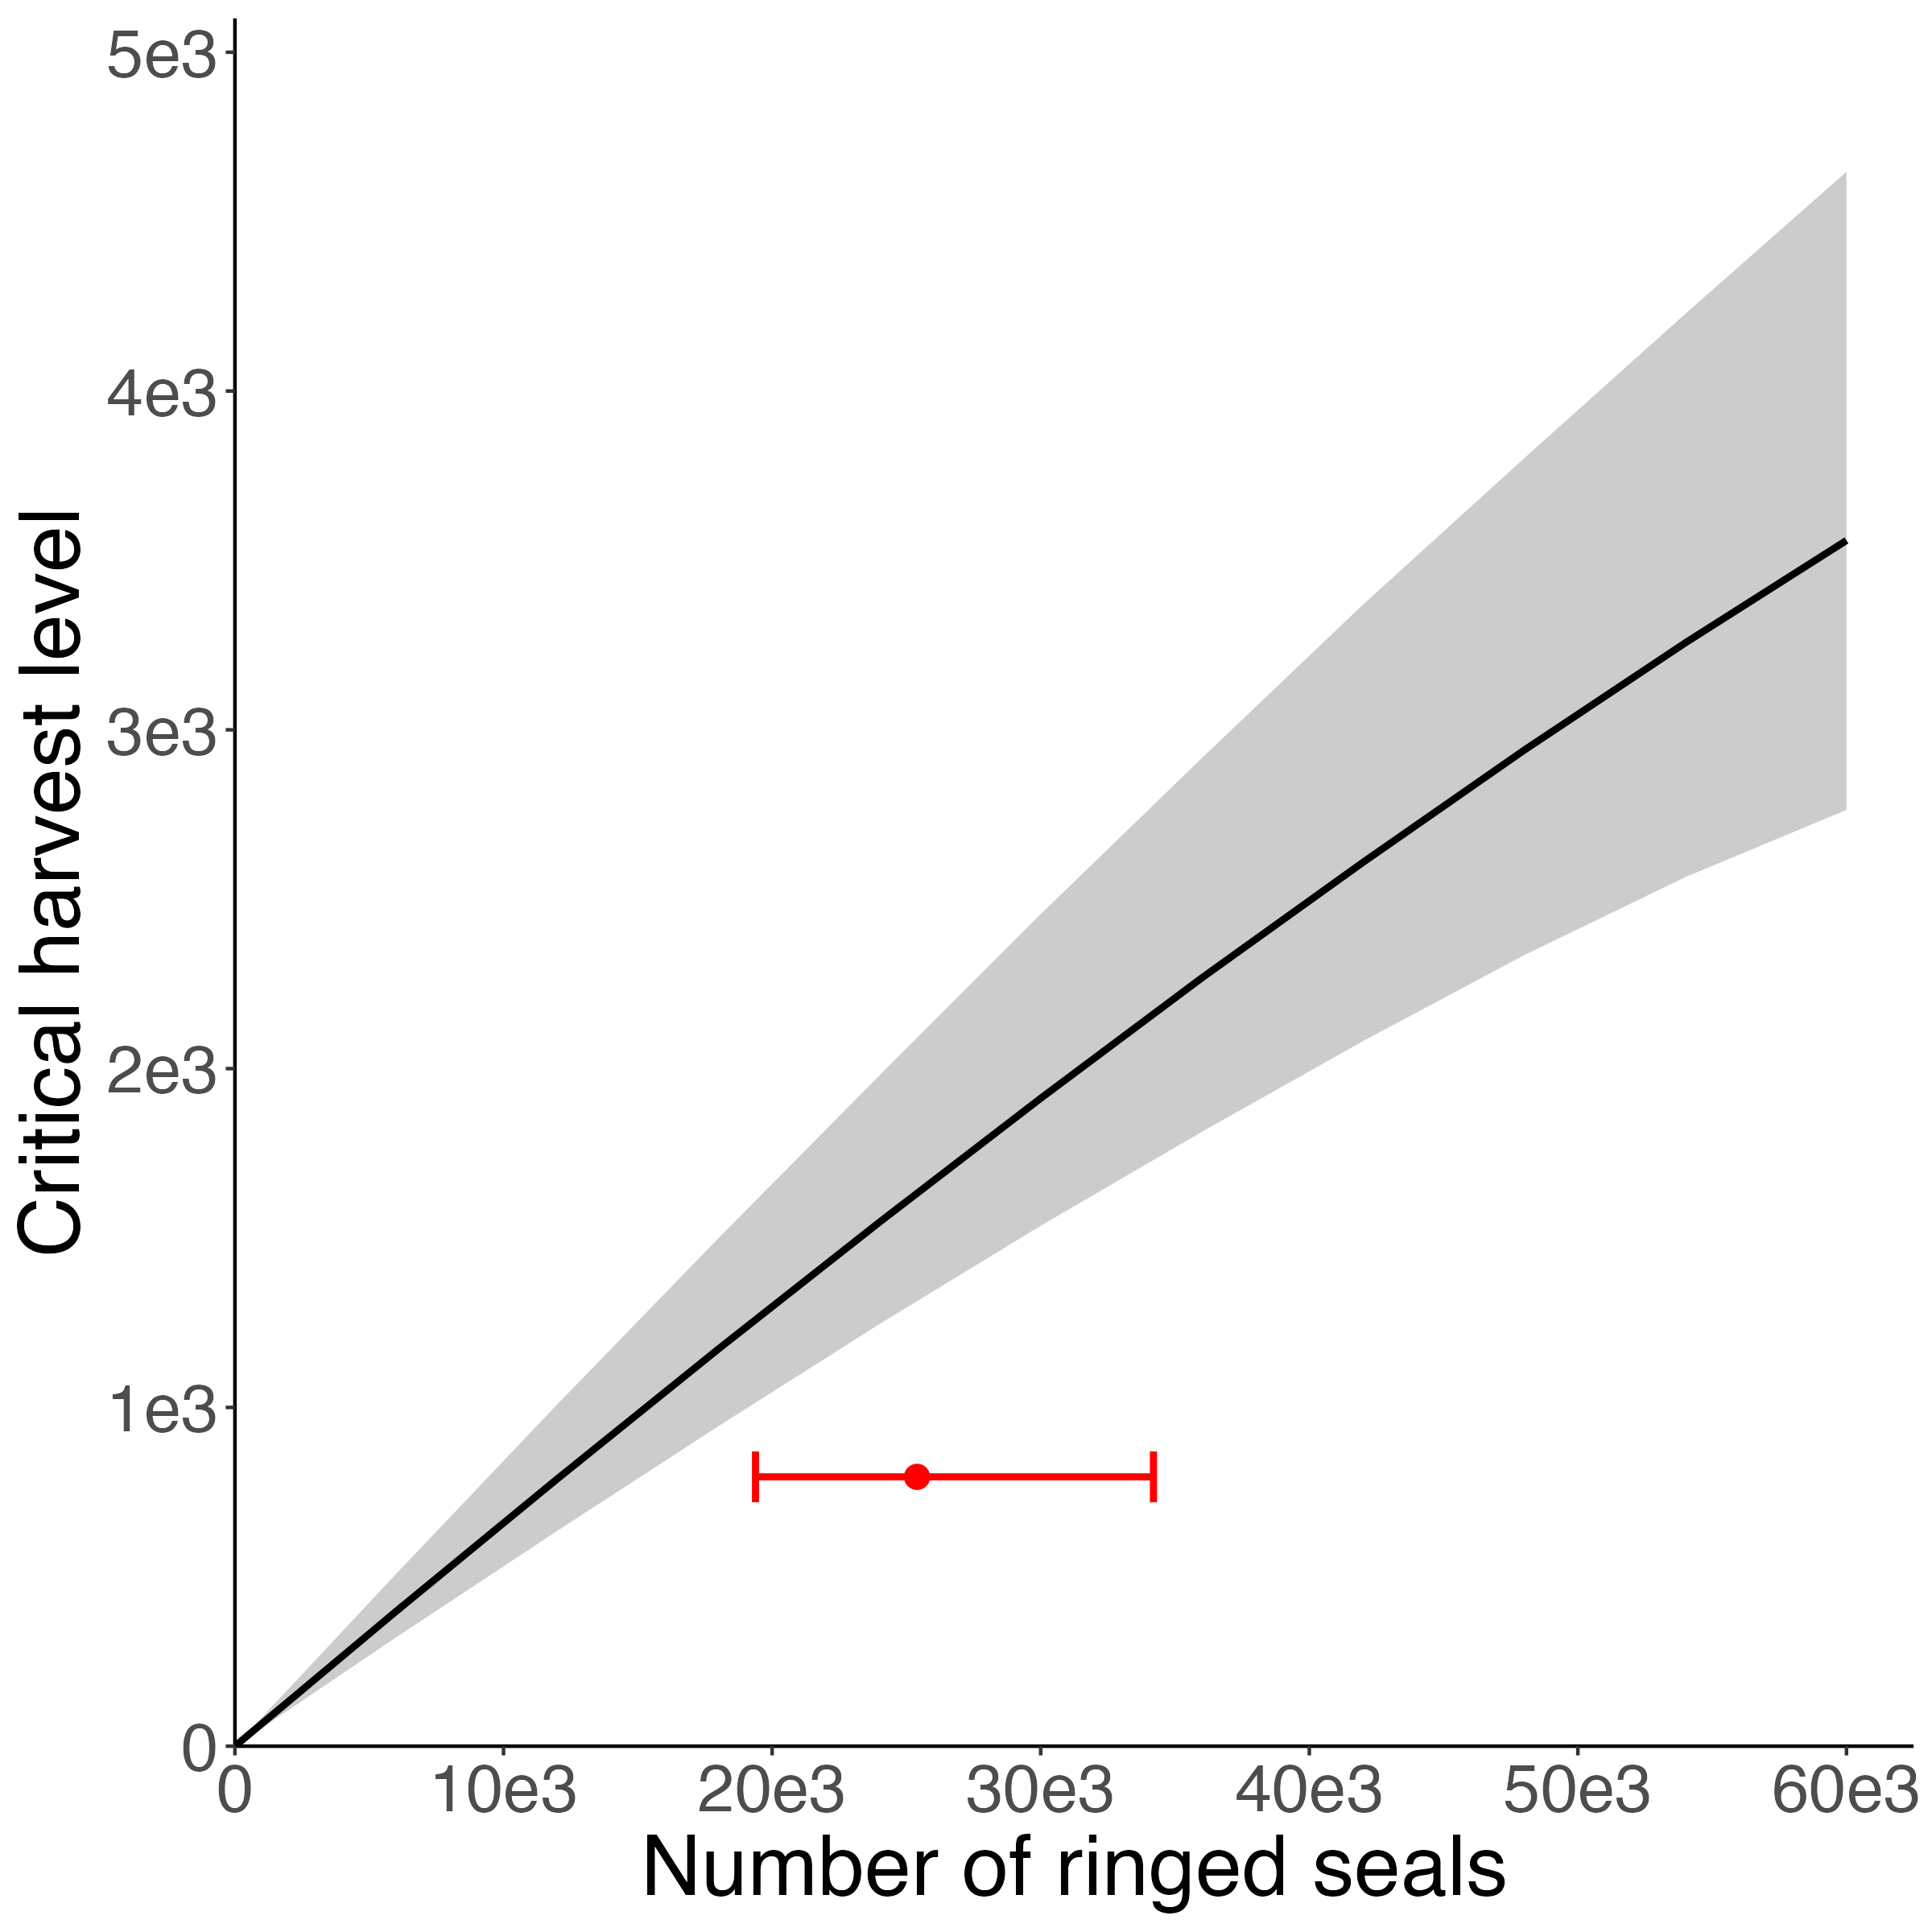 5e3
4e3
3e3
2e3
1e3
0
Critical harvest level
0 10e3 20e3 30e3 40e3 50e3 60e3
Number of ringed seals